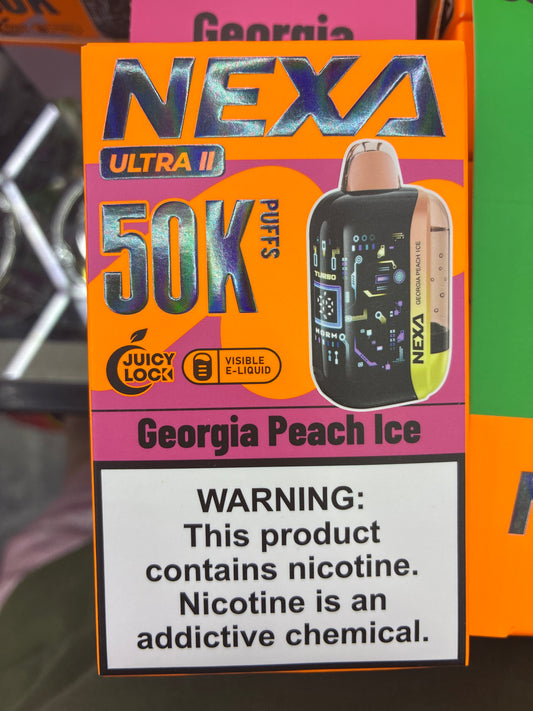 Georgia
NEXA
ULTRA II
50K
PUFFS
JUICY
LOCK
VISIBLE
E-LIQUID
TURBO
NORM
NEXA
GEORGIA PEACH ICE
Georgia Peach Ice
WARNING:
This product
contains nicotine.
Nicotine is an
addictive chemical.